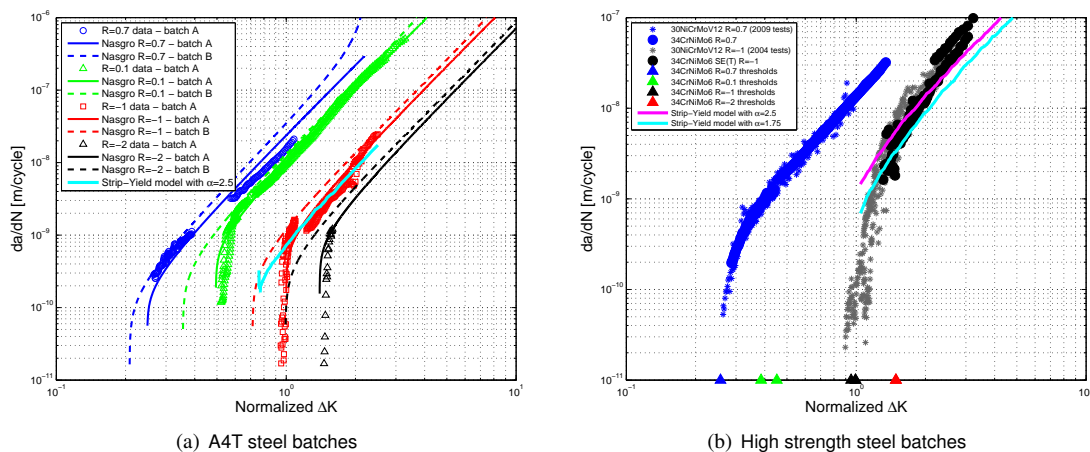 10⁻⁵
10⁻⁶
10⁻⁷
10⁻⁸
10⁻⁹
10⁻¹⁰
10⁻¹¹
da/dN [m/cycle]
R=0.7 data − batch A
Nasgro R=0.7 − batch A
Nasgro R=0.7 − batch B
R=0.1 data − batch A
Nasgro R=0.1 − batch A
Nasgro R=0.1 − batch B
R=−1 data − batch A
Nasgro R=−1 − batch A
Nasgro R=−1 − batch B
R=−2 data − batch A
Nasgro R=−2 − batch A
Nasgro R=−2 − batch B
Strip−Yield model with α=2.5
10⁻¹ 10⁰ 10¹
Normalized ΔK
(a) A4T steel batches
10⁻⁷
10⁻⁸
10⁻⁹
10⁻¹⁰
10⁻¹¹
da/dN [m/cycle]
30NiCrMoV12 R=0.7 (2009 tests)
34CrNiMo6 R=0.7
30NiCrMoV12 R=−1 (2004 tests)
34CrNiMo6 SE(T) R=−1
34CrNiMo6 R=0.7 thresholds
34CrNiMo6 R=0.1 thresholds
34CrNiMo6 R=−1 thresholds
34CrNiMo6 R=−2 thresholds
Strip−Yield model with α=2.5
Strip−Yield model with α=1.75
10⁻¹ 10⁰ 10¹
Normalized ΔK
(b) High strength steel batches